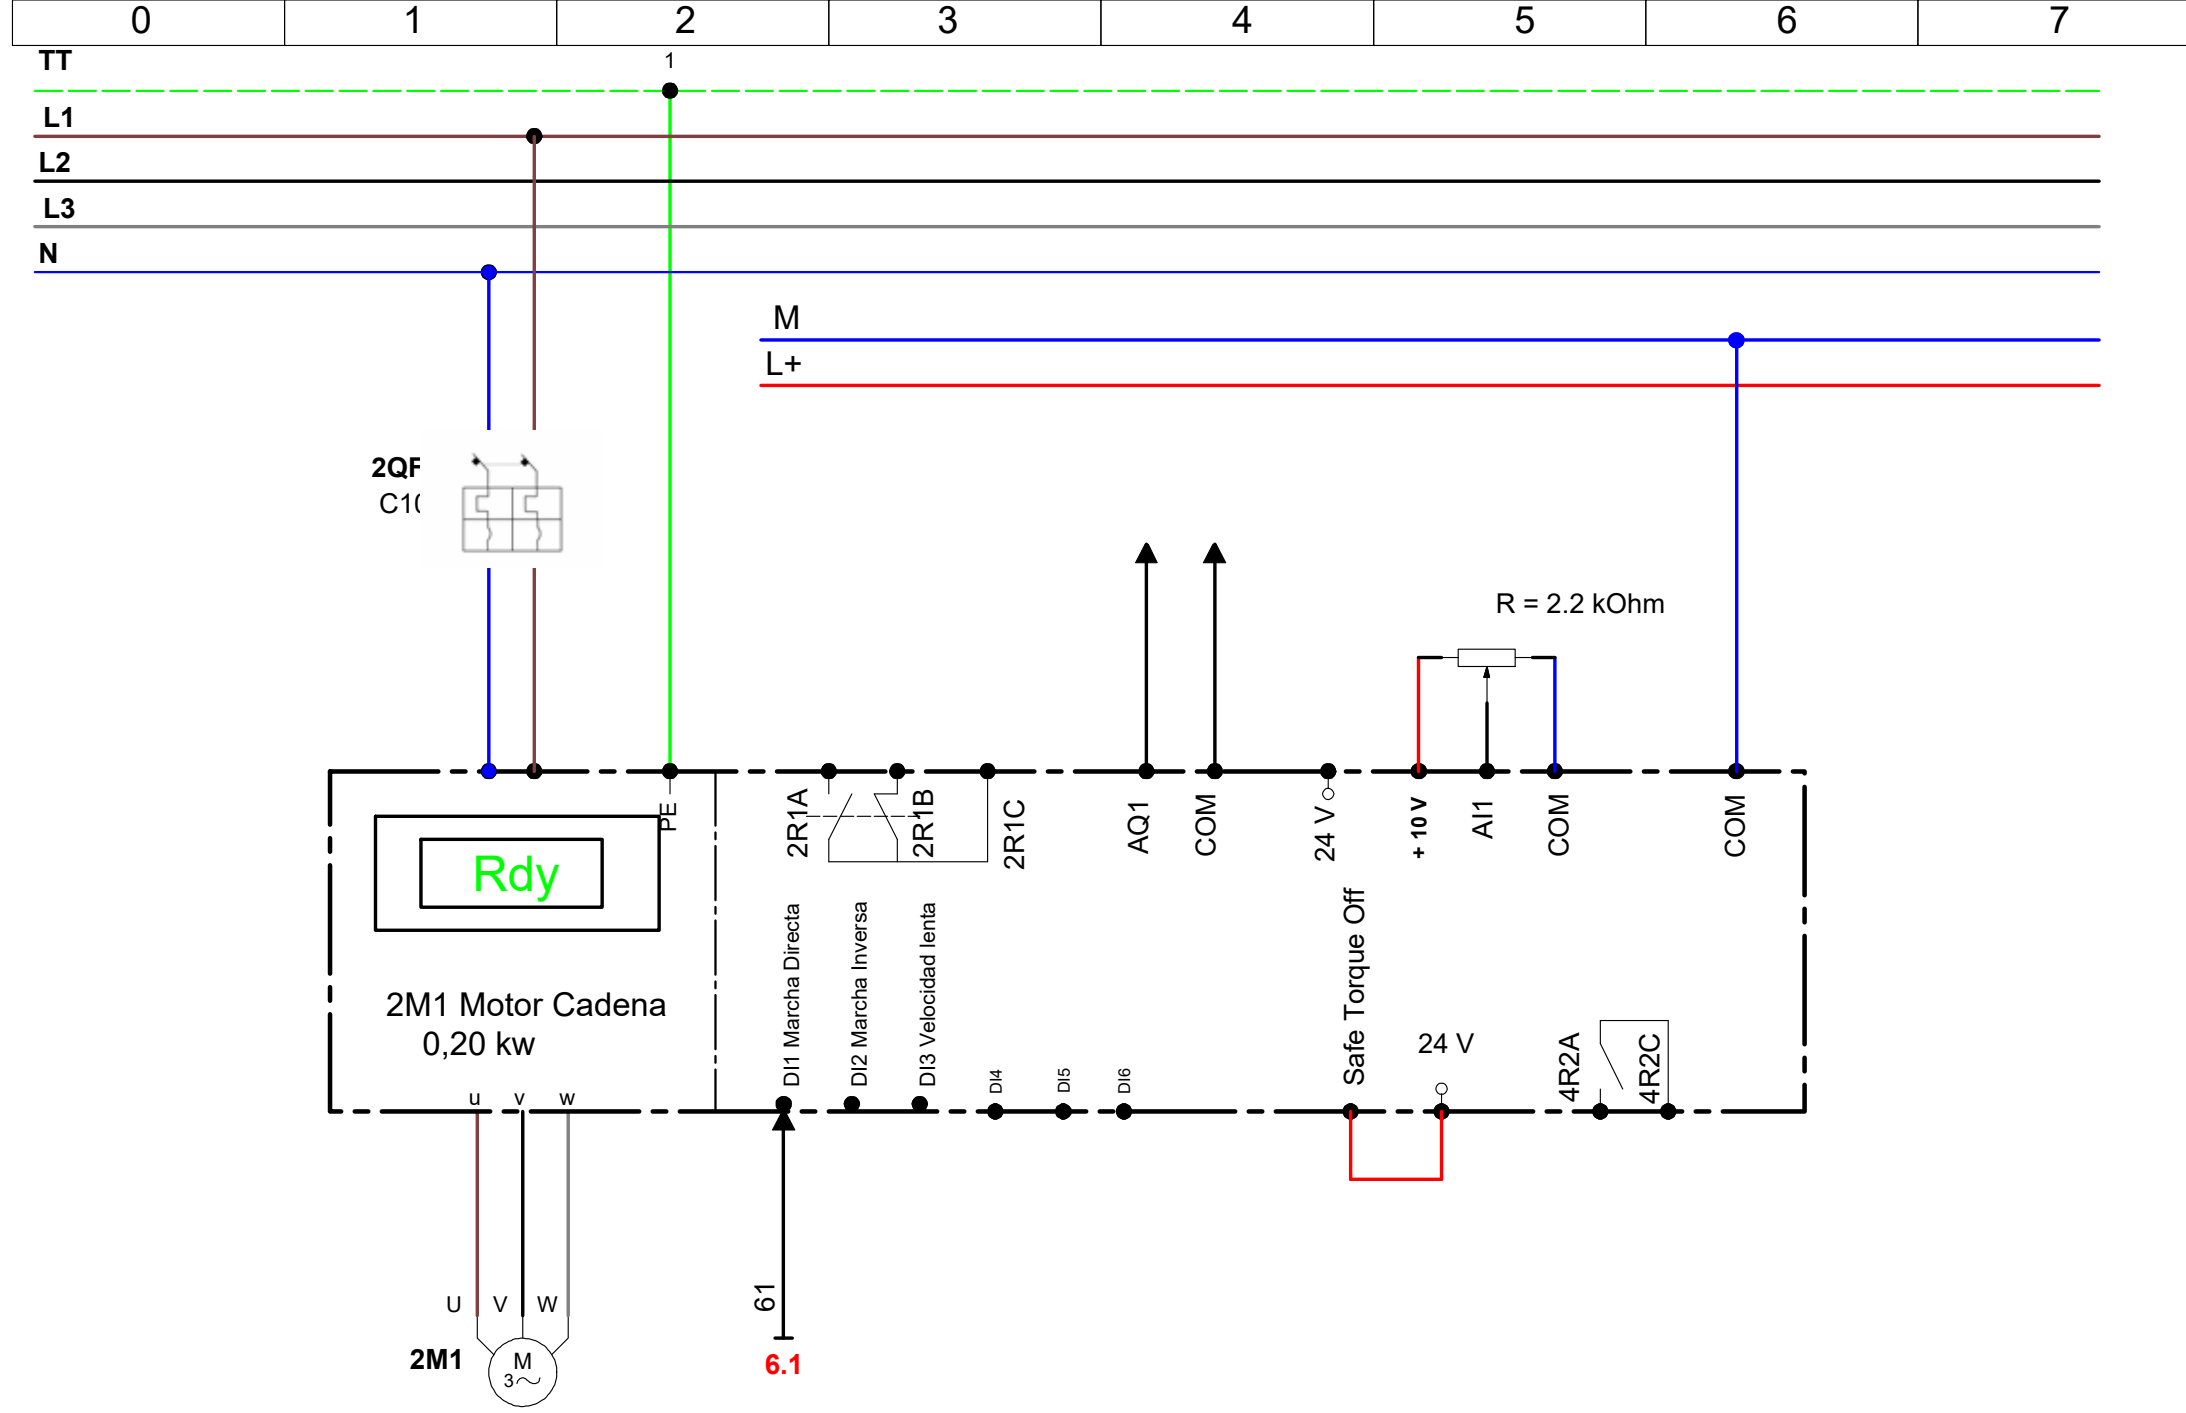 0 1 2 3 4 5 6 7
TT
1
L1
L2
L3
N
M
L+
2QF
C10
R = 2.2 kOhm
PE
2R1A
2R1B
2R1C
AQ1
COM
24 V
+ 10 V
AI1
COM
COM
Rdy
2M1 Motor Cadena
0,20 kw
DI1 Marcha Directa
DI2 Marcha Inversa
DI3 Velocidad lenta
DI4
DI5
DI6
Safe Torque Off
24 V
4R2A
4R2C
u v w
U V W
61
2M1
M
3
6.1